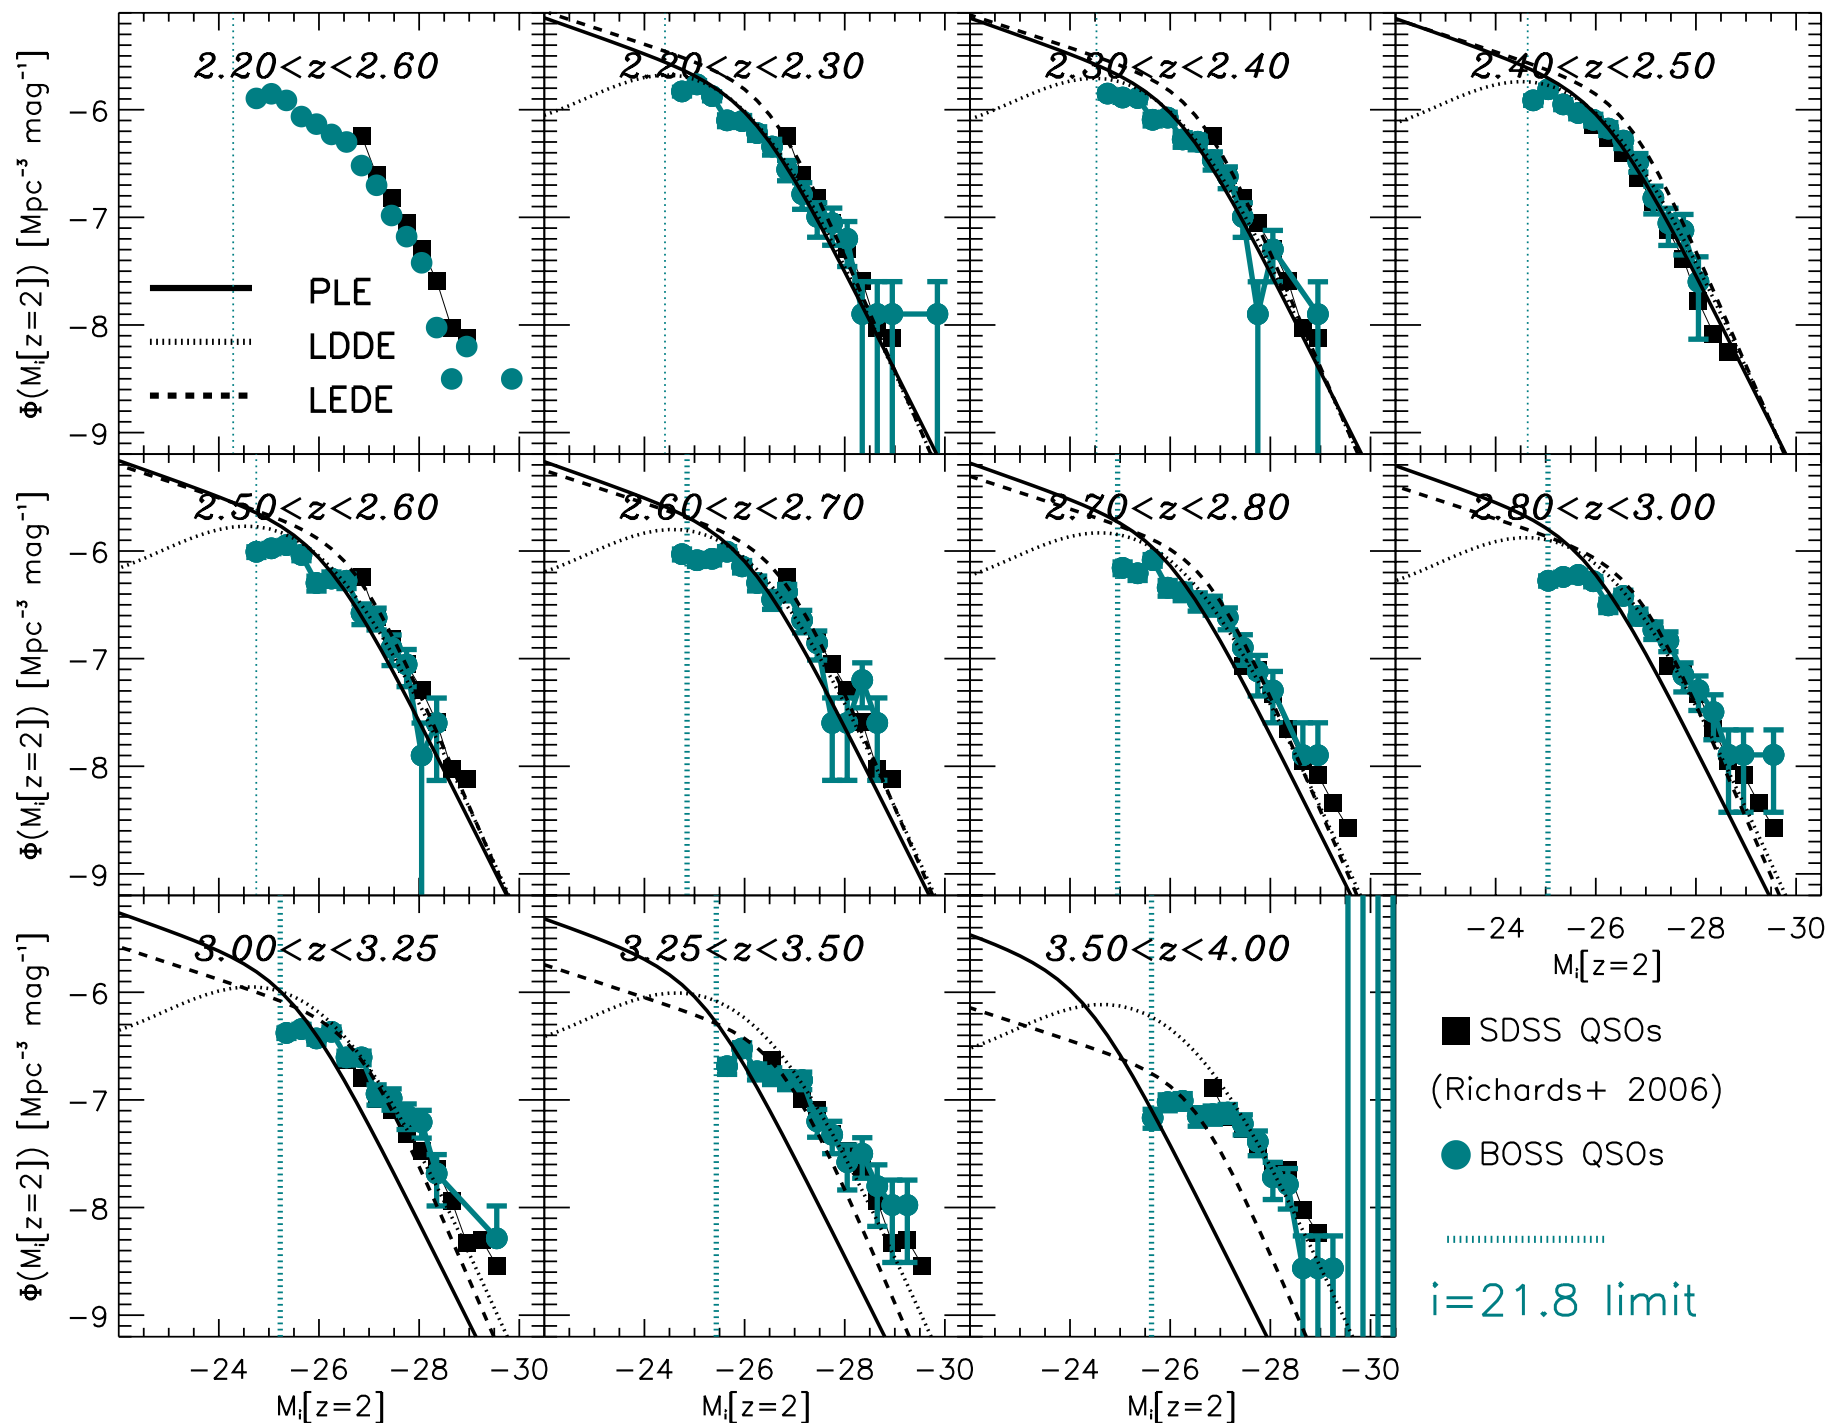 2.20<z<2.60
2.20<z<2.30
2.30<z<2.40
2.40<z<2.50
Φ(Mᵢ[z=2]) [Mpc⁻³ mag⁻¹]
−6
−7
−8
−9
PLE
LDDE
LEDE
2.50<z<2.60
2.60<z<2.70
2.70<z<2.80
2.80<z<3.00
Φ(Mᵢ[z=2]) [Mpc⁻³ mag⁻¹]
−6
−7
−8
−9
−24 −26 −28 −30
Mᵢ[z=2]
3.00<z<3.25
3.25<z<3.50
3.50<z<4.00
Φ(Mᵢ[z=2]) [Mpc⁻³ mag⁻¹]
−6
−7
−8
−9
SDSS QSOs
(Richards+ 2006)
BOSS QSOs
i=21.8 limit
−24 −26 −28 −24 −26 −28 −24 −26 −28 −30
Mᵢ[z=2]
Mᵢ[z=2]
Mᵢ[z=2]